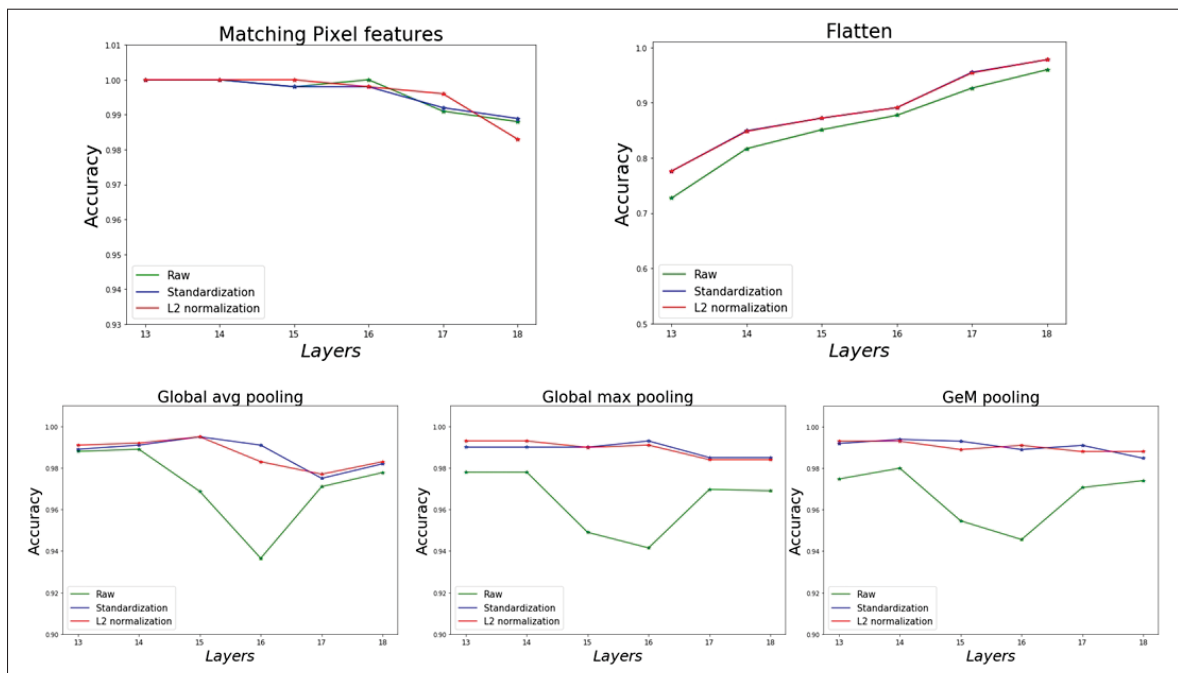 Matching Pixel features
1.01
1.00
0.99
0.98
0.97
0.96
0.95
0.94
0.93
Accuracy
Raw
Standardization
L2 normalization
13 14 15 16 17 18
Layers
Flatten
1.0
0.9
0.8
0.7
0.6
0.5
Accuracy
Raw
Standardization
L2 normalization
13 14 15 16 17 18
Layers
Global avg pooling
1.00
0.98
0.96
0.94
0.92
0.90
Accuracy
Raw
Standardization
L2 normalization
13 14 15 16 17 18
Layers
Global max pooling
1.00
0.98
0.96
0.94
0.92
0.90
Accuracy
Raw
Standardization
L2 normalization
13 14 15 16 17 18
Layers
GeM pooling
1.00
0.98
0.96
0.94
0.92
0.90
Accuracy
Raw
Standardization
L2 normalization
13 14 15 16 17 18
Layers